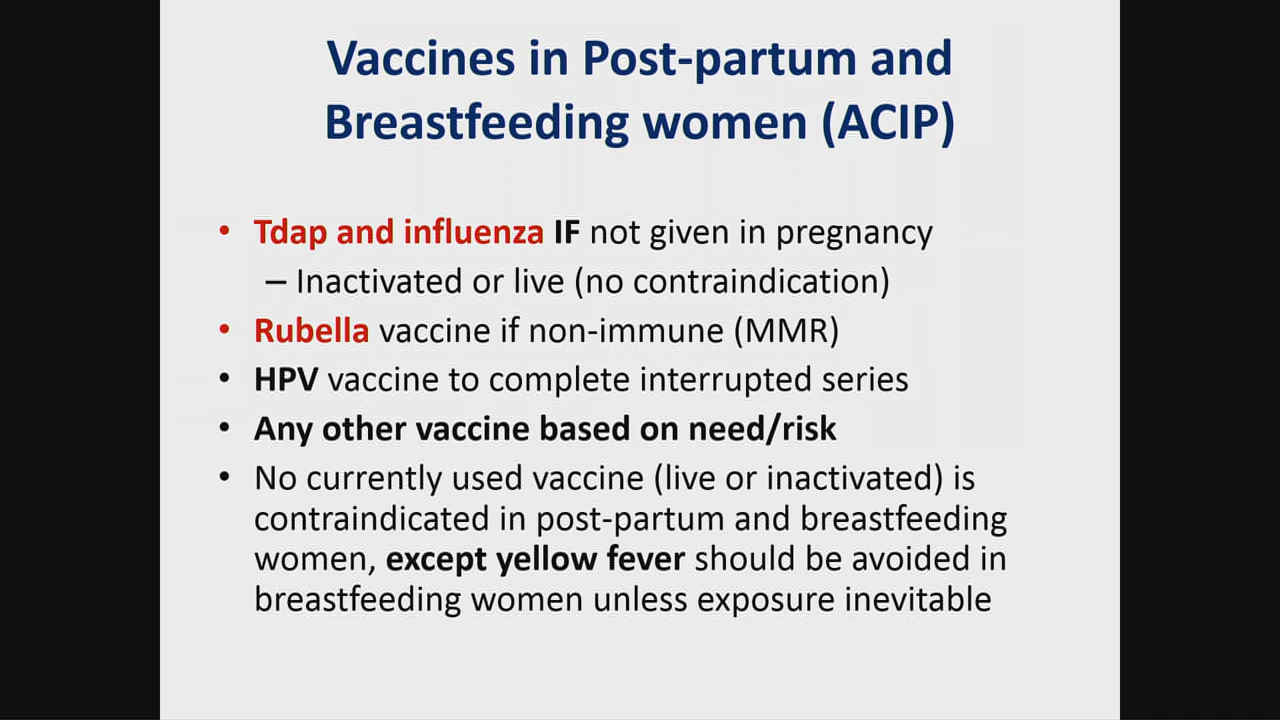 Vaccines in Post-partum and
Breastfeeding women (ACIP)
• Tdap and influenza IF not given in pregnancy
– Inactivated or live (no contraindication)
• Rubella vaccine if non-immune (MMR)
• HPV vaccine to complete interrupted series
• Any other vaccine based on need/risk
• No currently used vaccine (live or inactivated) is
contraindicated in post-partum and breastfeeding
women, except yellow fever should be avoided in
breastfeeding women unless exposure inevitable